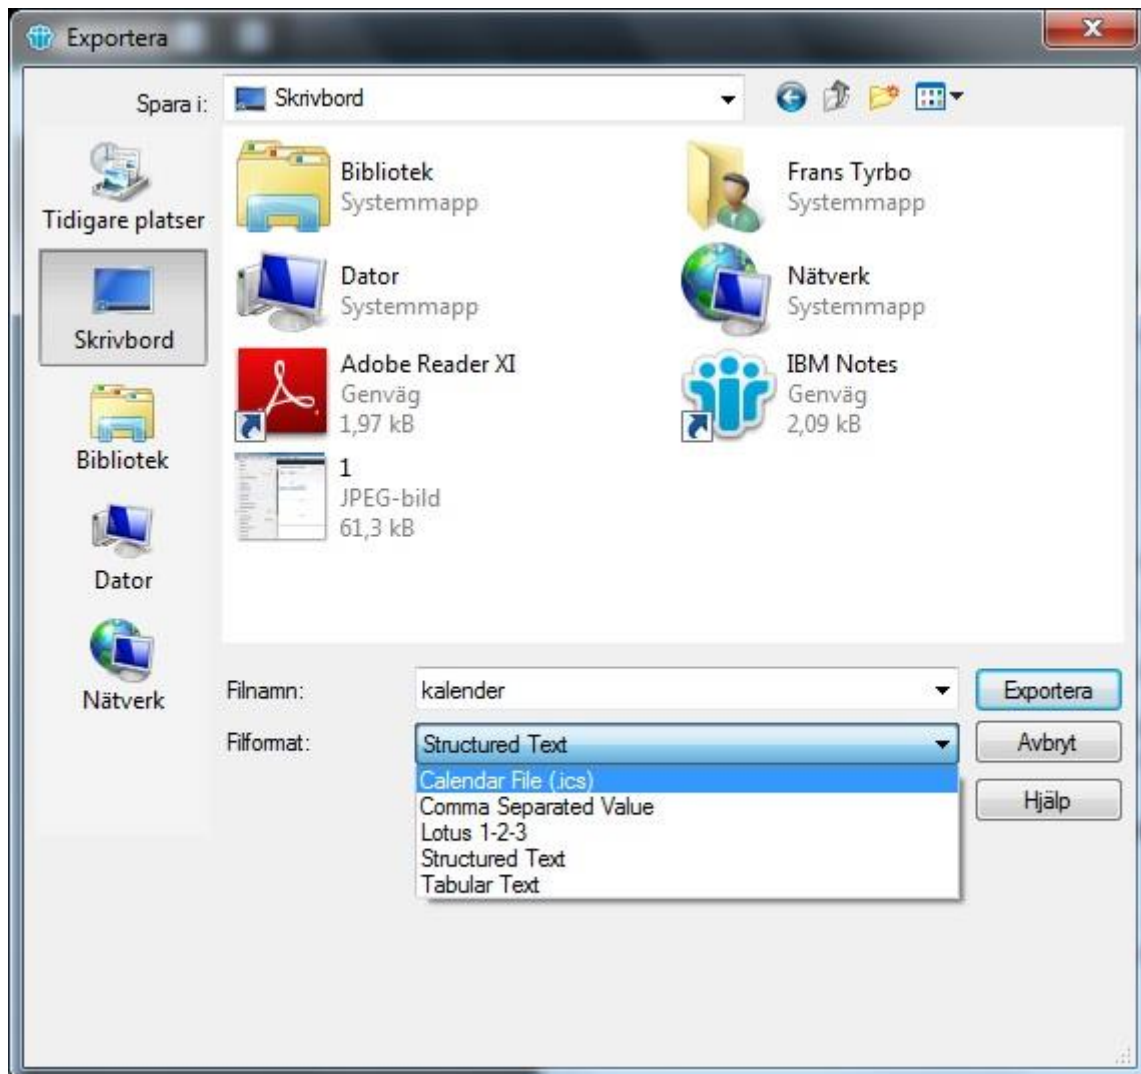 Exportera
Spara i:
Skrivbord
Tidigare platser
Skrivbord
Bibliotek
Dator
Nätverk
Bibliotek
Systemmapp
Frans Tyrbo
Systemmapp
Dator
Systemmapp
Nätverk
Systemmapp
Adobe Reader XI
Genväg
1,97 kB
IBM Notes
Genväg
2,09 kB
1
JPEG-bild
61,3 kB
Filnamn:
kalender
Exportera
Filformat:
Structured Text
Avbryt
Calendar File (.ics)
Comma Separated Value
Lotus 1-2-3
Structured Text
Tabular Text
Hjälp